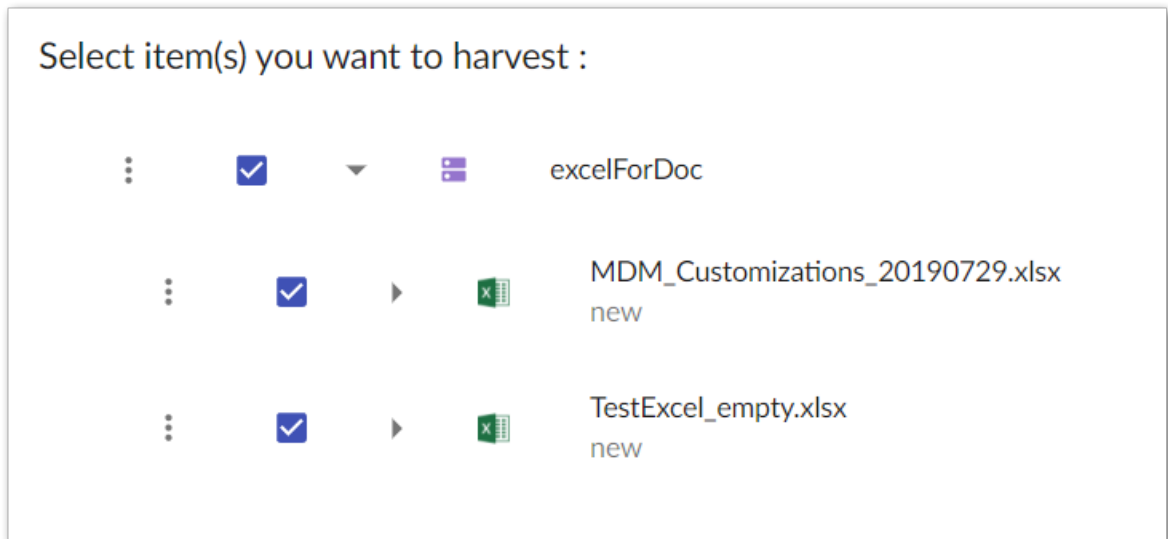 Select item(s) you want to harvest :
excelForDoc
MDM_Customizations_20190729.xlsx
new
TestExcel_empty.xlsx
new